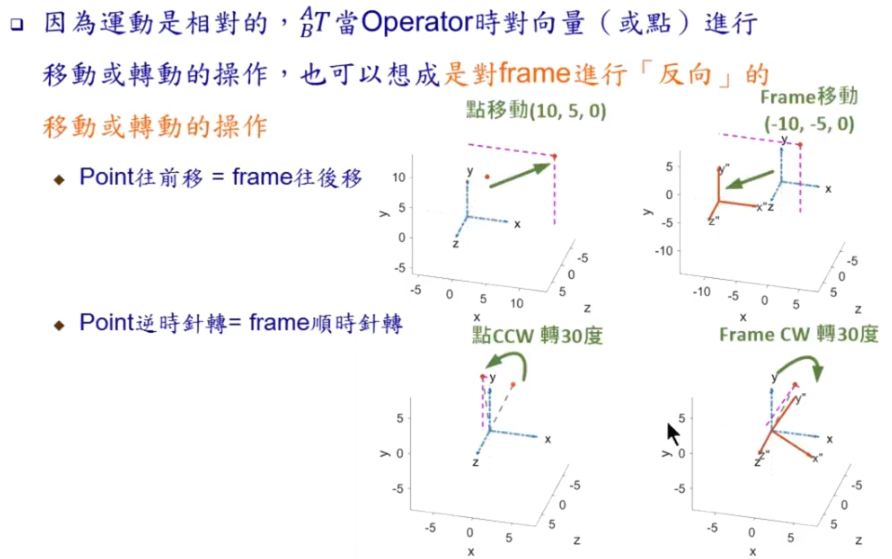 因為運動是相對的，ᴬ_BT當Operator時對向量（或點）進行
移動或轉動的操作，也可以想成是對frame進行「反向」的
移動或轉動的操作
Point往前移 = frame往後移
點移動(10, 5, 0)
y
x
z
10
5
0
-5
y
-5
0
5
10
x
5
0
-5
z
Frame移動
(-10, -5, 0)
y
x
z
y"
x"
z"
5
0
-5
-10
y
-10
-5
0
5
x
5
0
-5
z
Point逆時針轉= frame順時針轉
點CCW 轉30度
y
x
z
5
0
-5
y
-5
0
5
x
5
0
-5
z
Frame CW 轉30度
y
y"
x
x"
z
z"
5
0
-5
y
-5
0
5
x
5
0
-5
z